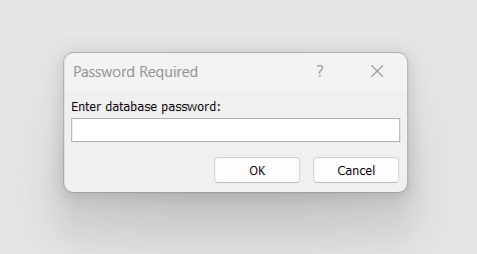 Password Required ?
Enter database password:
OK Cancel